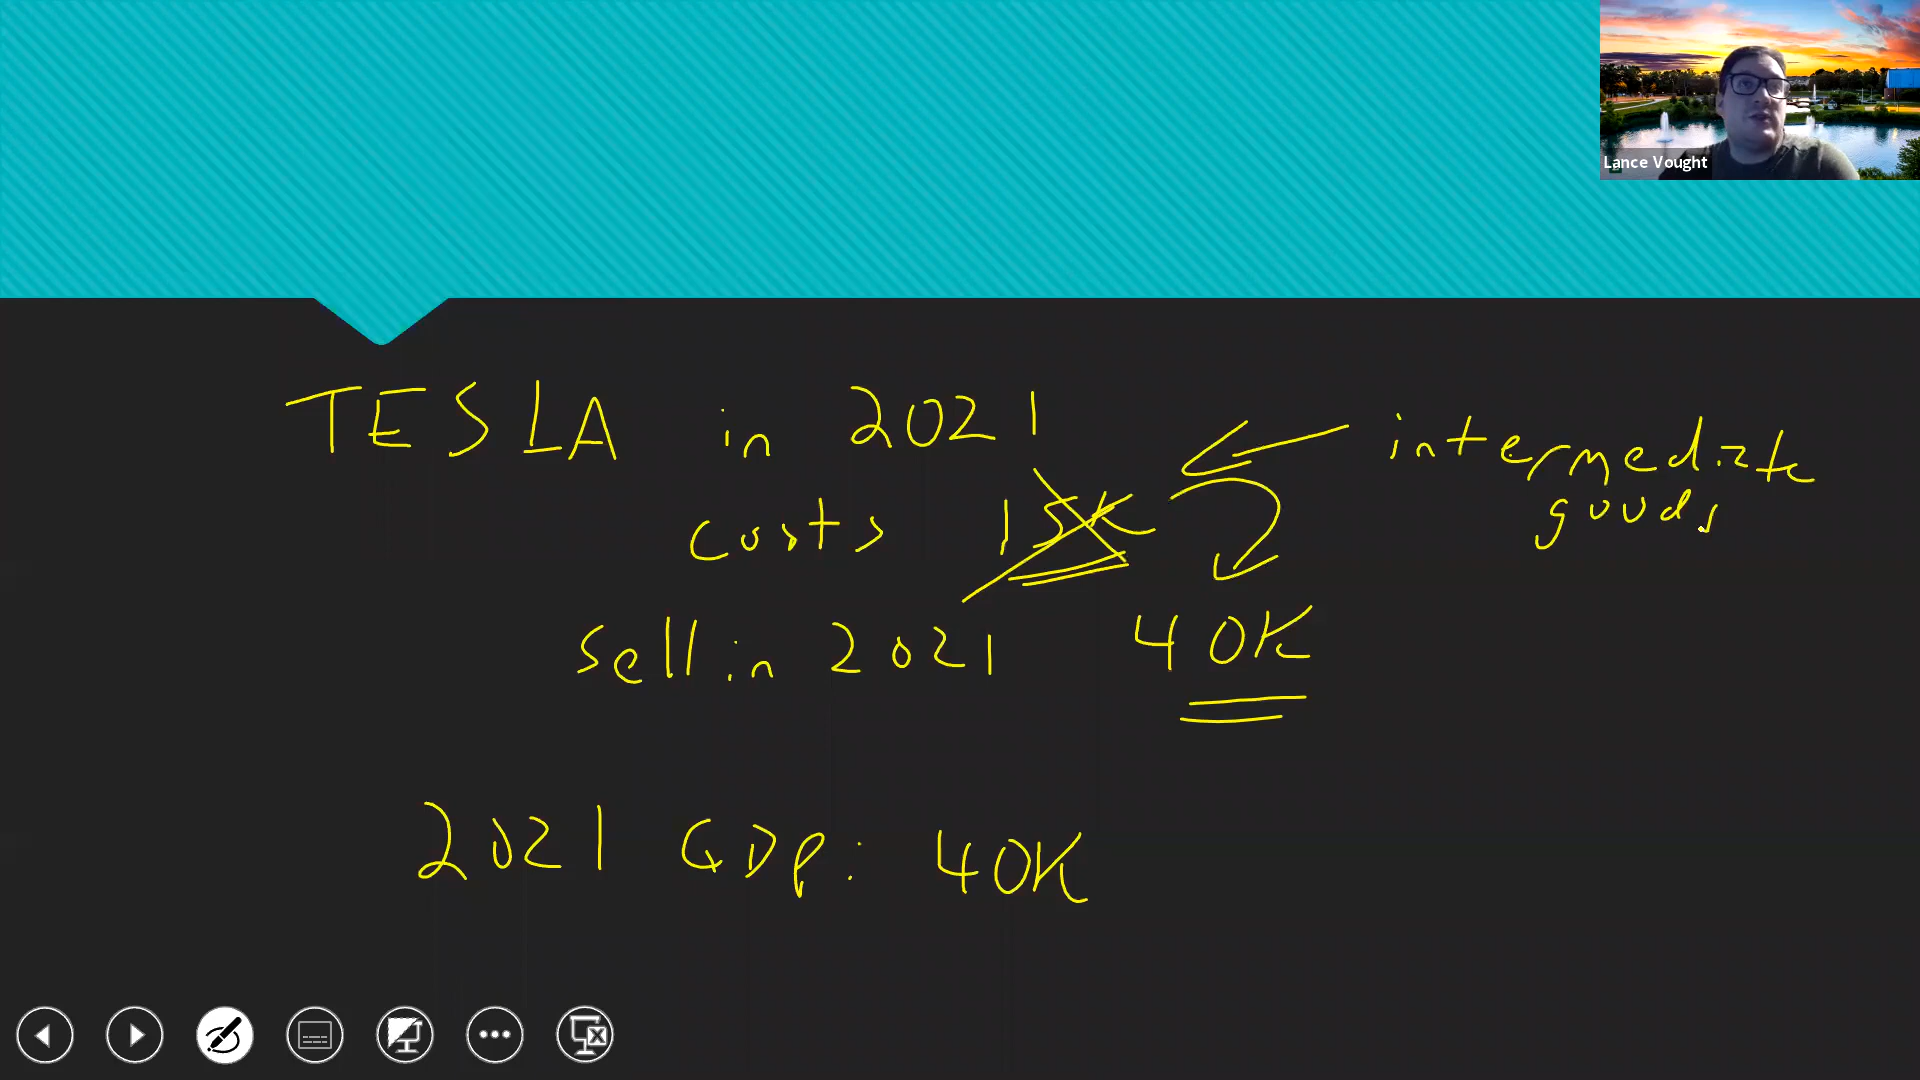 Lance Vought
TESLA in 2021
intermediate
goods
costs 15K
sell in 2021 40K
2021 GDP: 40K